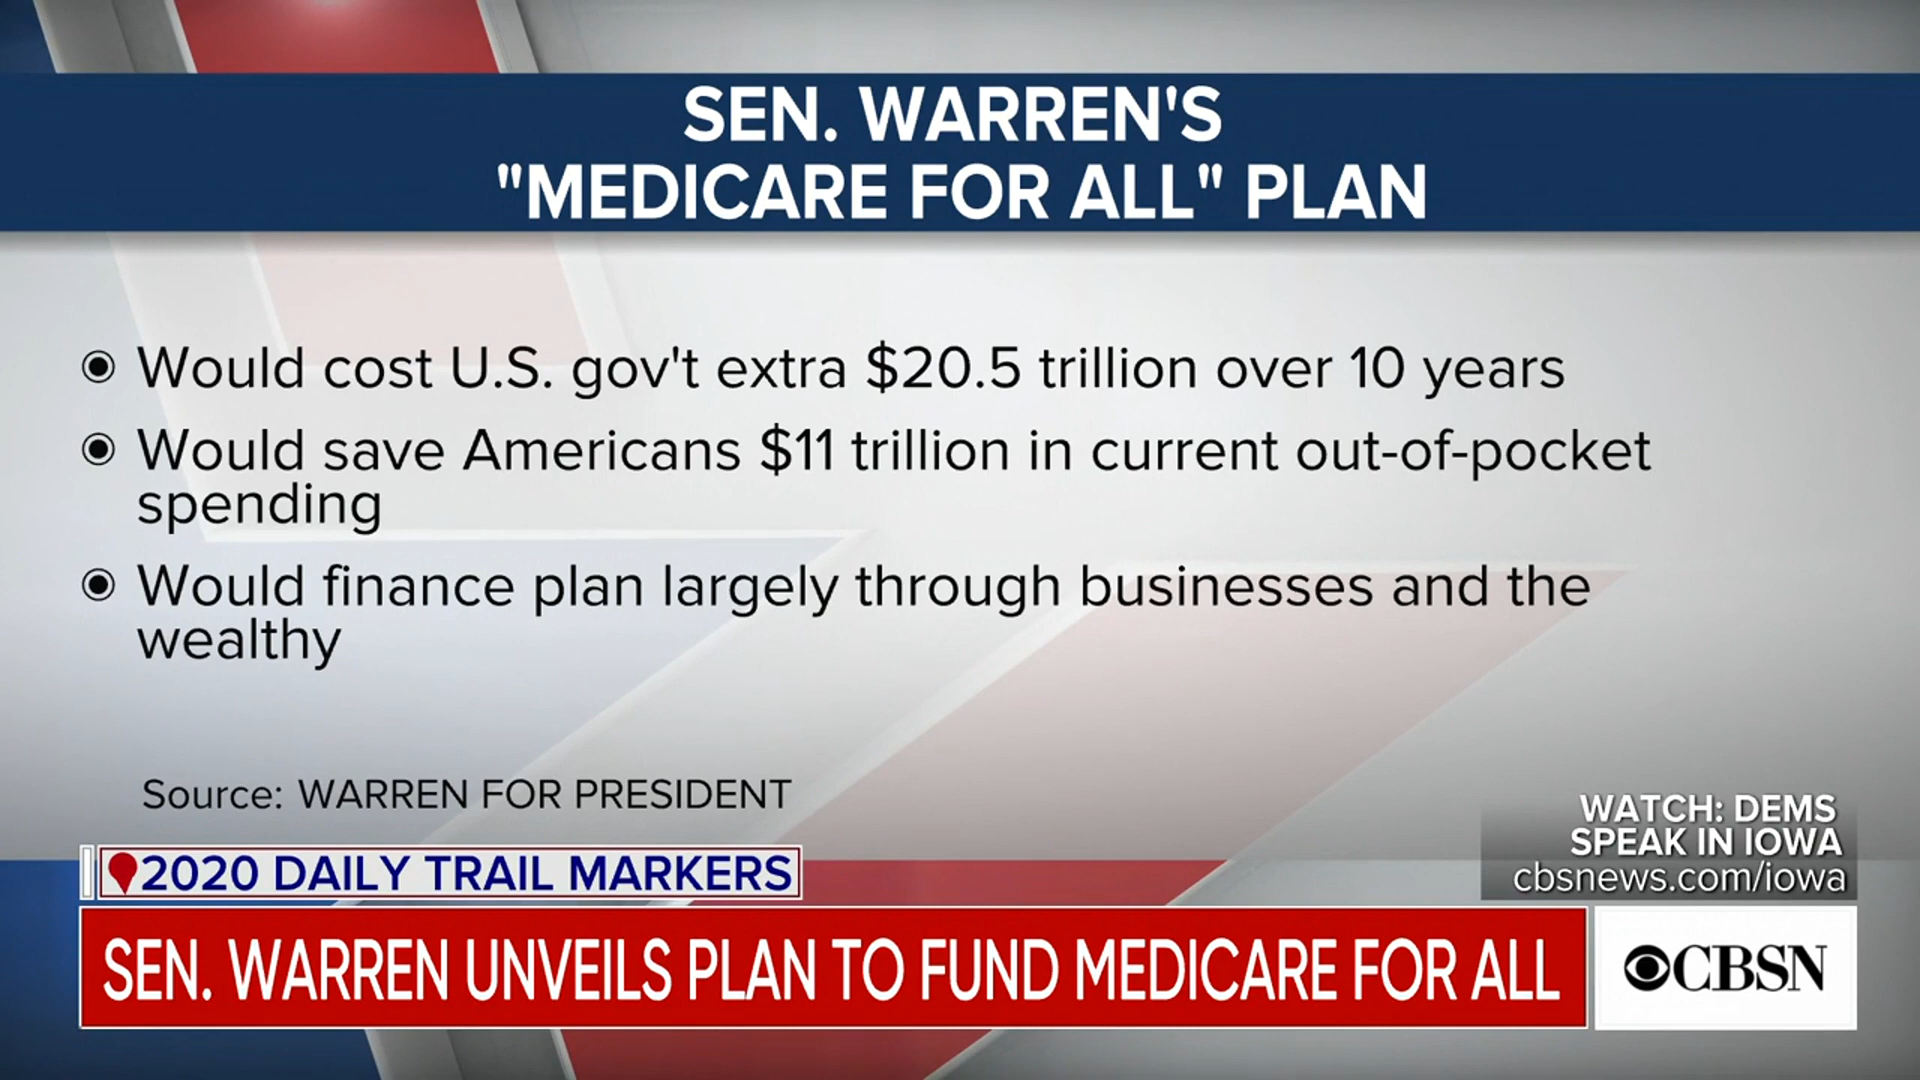 SEN. WARREN'S
"MEDICARE FOR ALL" PLAN
Would cost U.S. gov't extra $20.5 trillion over 10 years
Would save Americans $11 trillion in current out-of-pocket
spending
Would finance plan largely through businesses and the
wealthy
Source: WARREN FOR PRESIDENT
WATCH: DEMS
SPEAK IN IOWA
cbsnews.com/iowa
2020 DAILY TRAIL MARKERS
SEN. WARREN UNVEILS PLAN TO FUND MEDICARE FOR ALL
CBSN